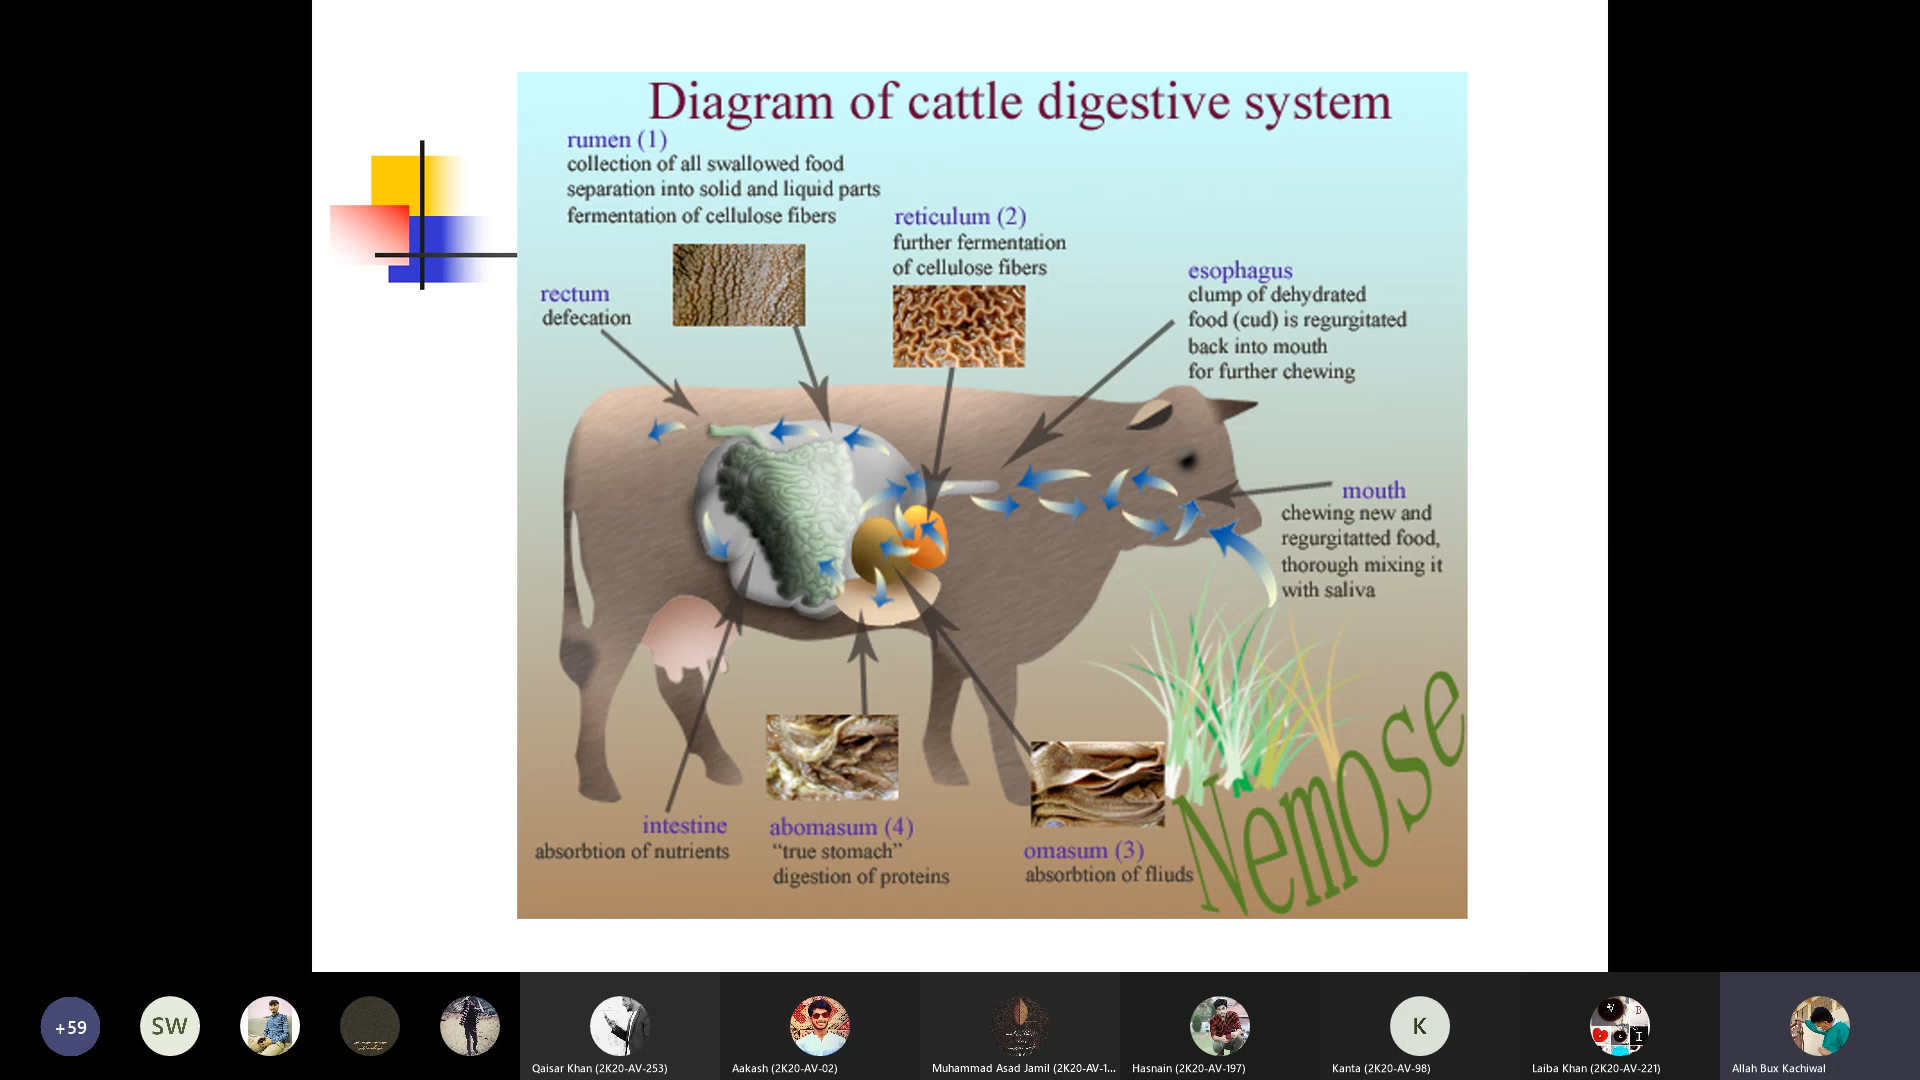 Diagram of cattle digestive system
rumen (1)
collection of all swallowed food
separation into solid and liquid parts
fermentation of cellulose fibers
reticulum (2)
further fermentation
of cellulose fibers
esophagus
clump of dehydrated
food (cud) is regurgitated
back into mouth
for further chewing
rectum
defecation
mouth
chewing new and
regurgitatted food,
thorough mixing it
with saliva
intestine
absorbtion of nutrients
abomasum (4)
“true stomach”
digestion of proteins
omasum (3)
absorbtion of fliuds
Nemose
+59
SW
K
B
I
Qaisar Khan (2K20-AV-253)
Aakash (2K20-AV-02)
Muhammad Asad Jamil (2K20-AV-1...
Hasnain (2K20-AV-197)
Kanta (2K20-AV-98)
Laiba Khan (2K20-AV-221)
Allah Bux Kachiwal